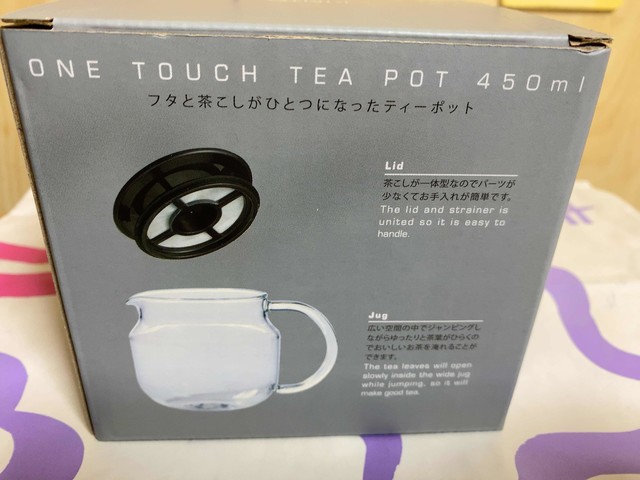 ONE TOUCH TEA POT 450ml
フタと茶こしがひとつになったティーポット
Lid
茶こしが一体型なのでパーツが
少なくてお手入れが簡単です。
The lid and strainer is
united so it is easy to
handle.
Jug
広い空間の中でジャンピングし
ながらゆったりと茶葉がひらくの
でおいしいお茶を淹れることが
できます。
The tea leaves will open
slowly inside the wide jug
while jumping, so it will
make good tea.